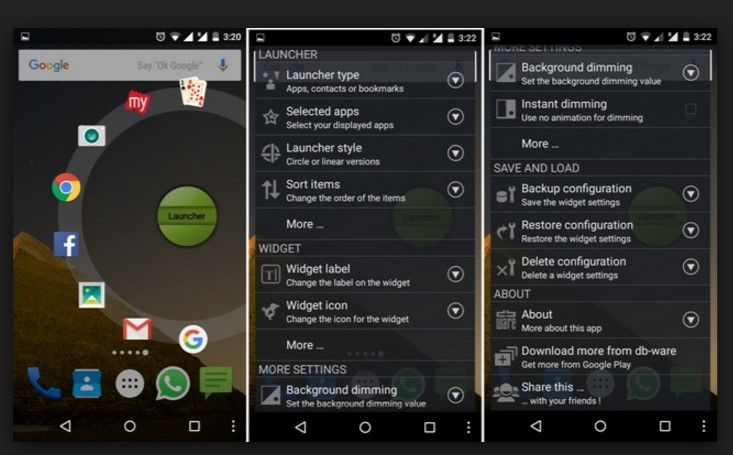 3:20
Google
Say "Ok Google"
my
Launcher
3:22
LAUNCHER
Launcher type
Apps, contacts or bookmarks
Selected apps
Select your displayed apps
Launcher style
Circle or linear versions
Sort items
Change the order of the items
More ...
WIDGET
Widget label
Change the label on the widget
Widget icon
Change the icon for the widget
More ...
MORE SETTINGS
Background dimming
Set the background dimming value
3:22
MORE SETTINGS
Background dimming
Set the background dimming value
Instant dimming
Use no animation for dimming
More ...
SAVE AND LOAD
Backup configuration
Save the widget settings
Restore configuration
Restore the widget settings
Delete configuration
Delete a widget settings
ABOUT
About
More about this app
Download more from db-ware
Get more from Google Play
Share this ...
... with your friends !